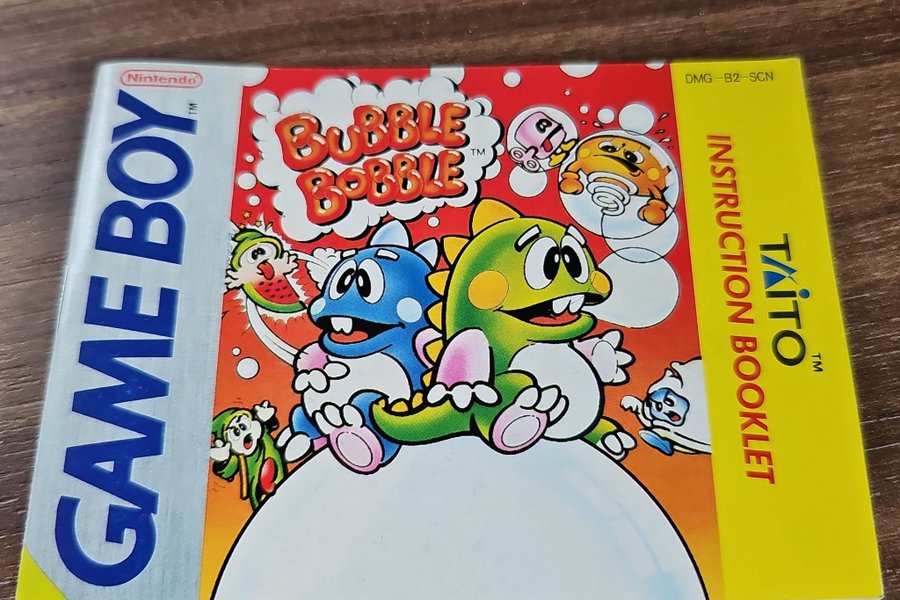 Nintendo
GAME BOY™
BUBBLE
BOBBLE™
DMG-B2-SCN
TAiTO™
INSTRUCTION BOOKLET